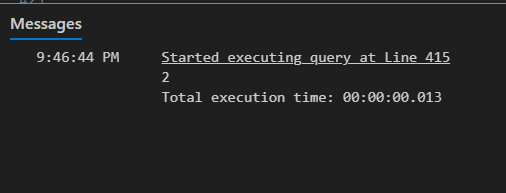 Messages
9:46:44 PM Started executing query at Line 415
2
Total execution time: 00:00:00.013